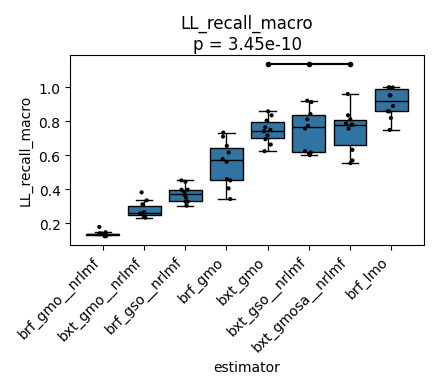 LL_recall_macro
p = 3.45e-10
LL_recall_macro
1.0
0.8
0.6
0.4
0.2
brf_gmo__nrlmf
bxt_gmo__nrlmf
brf_gso__nrlmf
brf_gmo
bxt_gmo
bxt_gso__nrlmf
bxt_gmosa__nrlmf
brf_lmo
estimator